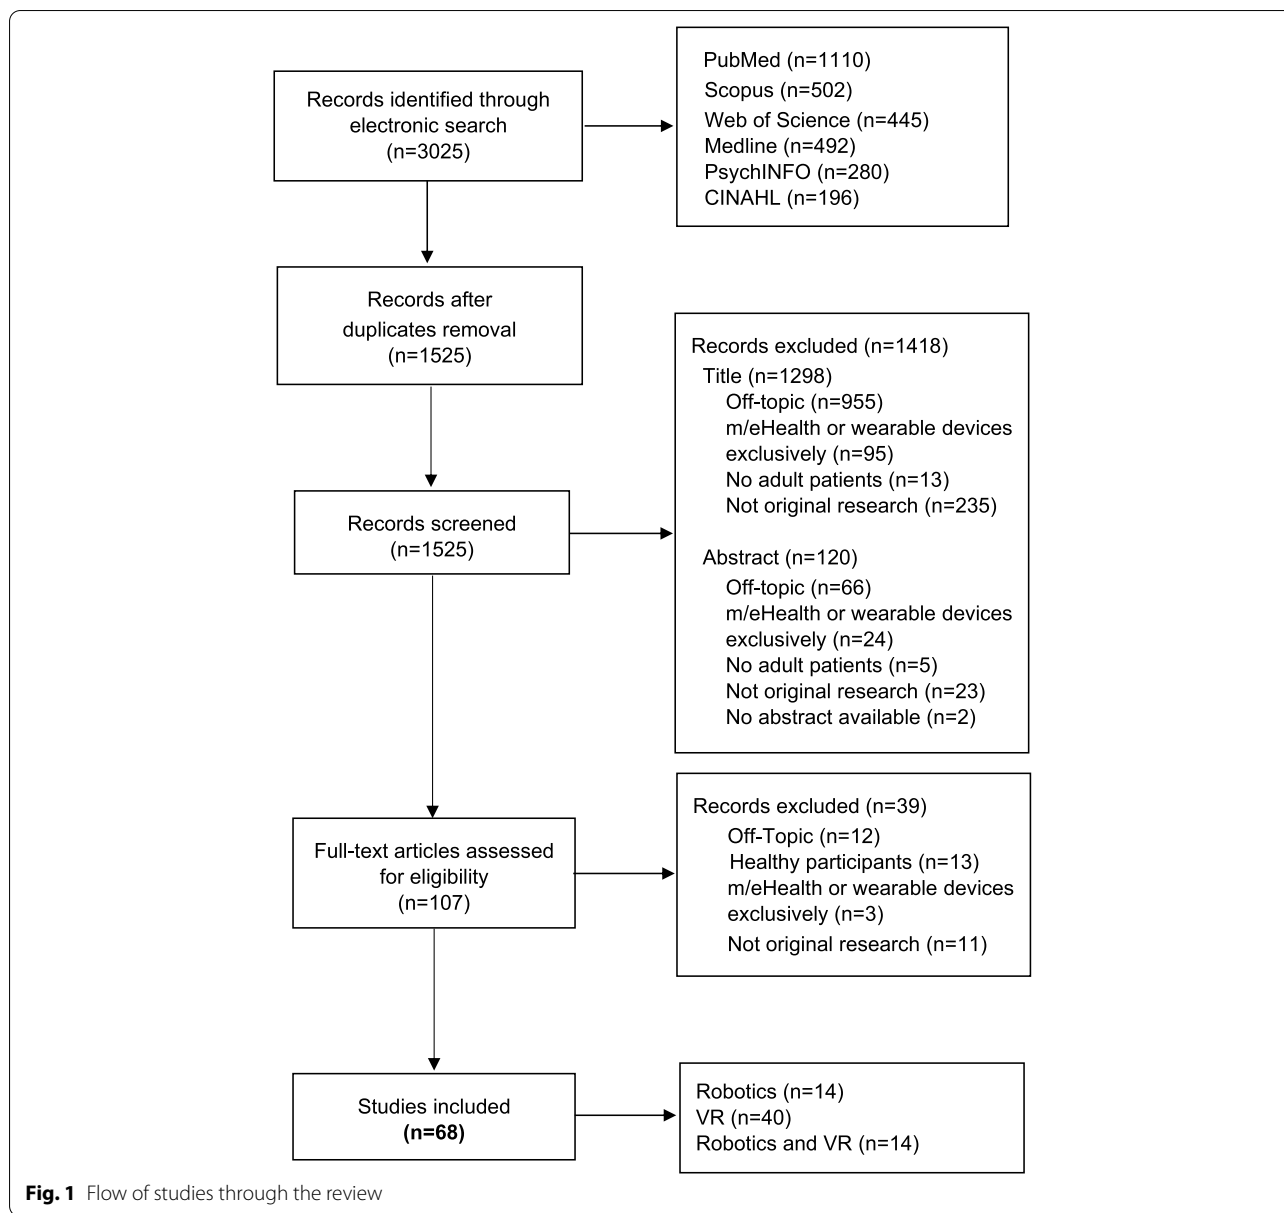 Records identified through
electronic search
(n=3025)
PubMed (n=1110)
Scopus (n=502)
Web of Science (n=445)
Medline (n=492)
PsychINFO (n=280)
CINAHL (n=196)
Records after
duplicates removal
(n=1525)
Records screened
(n=1525)
Records excluded (n=1418)
Title (n=1298)
Off-topic (n=955)
m/eHealth or wearable devices
exclusively (n=95)
No adult patients (n=13)
Not original research (n=235)
Abstract (n=120)
Off-topic (n=66)
m/eHealth or wearable devices
exclusively (n=24)
No adult patients (n=5)
Not original research (n=23)
No abstract available (n=2)
Full-text articles assessed
for eligibility
(n=107)
Records excluded (n=39)
Off-Topic (n=12)
Healthy participants (n=13)
m/eHealth or wearable devices
exclusively (n=3)
Not original research (n=11)
Studies included
(n=68)
Robotics (n=14)
VR (n=40)
Robotics and VR (n=14)
Fig. 1 Flow of studies through the review